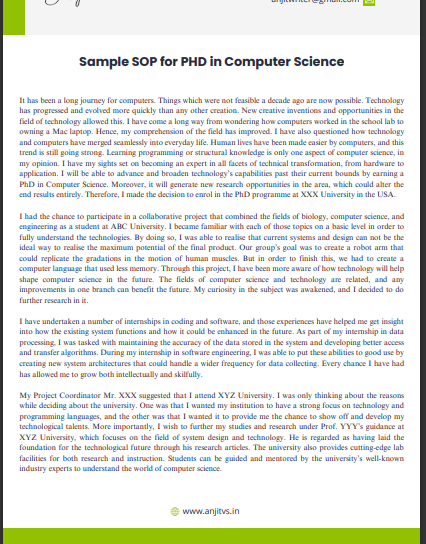 anjitwriter@gmail.com
Sample SOP for PHD in Computer Science
It has been a long journey for computers. Things which were not feasible a decade ago are now possible. Technology
has progressed and evolved more quickly than any other creation. New creative inventions and opportunities in the
field of technology allowed this. I have come a long way from wondering how computers worked in the school lab to
owning a Mac laptop. Hence, my comprehension of the field has improved. I have also questioned how technology
and computers have merged seamlessly into everyday life. Human lives have been made easier by computers, and this
trend is still going strong. Learning programming or structural knowledge is only one aspect of computer science, in
my opinion. I have my sights set on becoming an expert in all facets of technical transformation, from hardware to
application. I will be able to advance and broaden technology's capabilities past their current bounds by earning a
PhD in Computer Science. Moreover, it will generate new research opportunities in the area, which could alter the
end results entirely. Therefore, I made the decision to enrol in the PhD programme at XXX University in the USA.
I had the chance to participate in a collaborative project that combined the fields of biology, computer science, and
engineering as a student at ABC University. I became familiar with each of those topics on a basic level in order to
fully understand the technologies. By doing so, I was able to realise that current systems and design can not be the
ideal way to realise the maximum potential of the final product. Our group's goal was to create a robot arm that
could replicate the gradations in the motion of human muscles. But in order to finish this, we had to create a
computer language that used less memory. Through this project, I have been more aware of how technology will help
shape computer science in the future. The fields of computer science and technology are related, and any
improvements in one branch can benefit the future. My curiosity in the subject was awakened, and I decided to do
further research in it.
I have undertaken a number of internships in coding and software, and those experiences have helped me get insight
into how the existing system functions and how it could be enhanced in the future. As part of my internship in data
processing, I was tasked with maintaining the accuracy of the data stored in the system and developing better access
and transfer algorithms. During my internship in software engineering, I was able to put these abilities to good use by
creating new system architectures that could handle a wider frequency for data collecting. Every chance I have had
has allowed me to grow both intellectually and skilfully.
My Project Coordinator Mr. XXX suggested that I attend XYZ University. I was only thinking about the reasons
while deciding about the university. One was that I wanted my institution to have a strong focus on technology and
programming languages, and the other was that I wanted it to provide me the chance to show off and develop my
technological talents. More importantly, I wish to further my studies and research under Prof. YYY's guidance at
XYZ University, which focuses on the field of system design and technology. He is regarded as having laid the
foundation for the technological future through his research articles. The university also provides cutting-edge lab
facilities for both research and instruction. Students can be guided and mentored by the university's well-known
industry experts to understand the world of computer science.
www.anjitvs.in